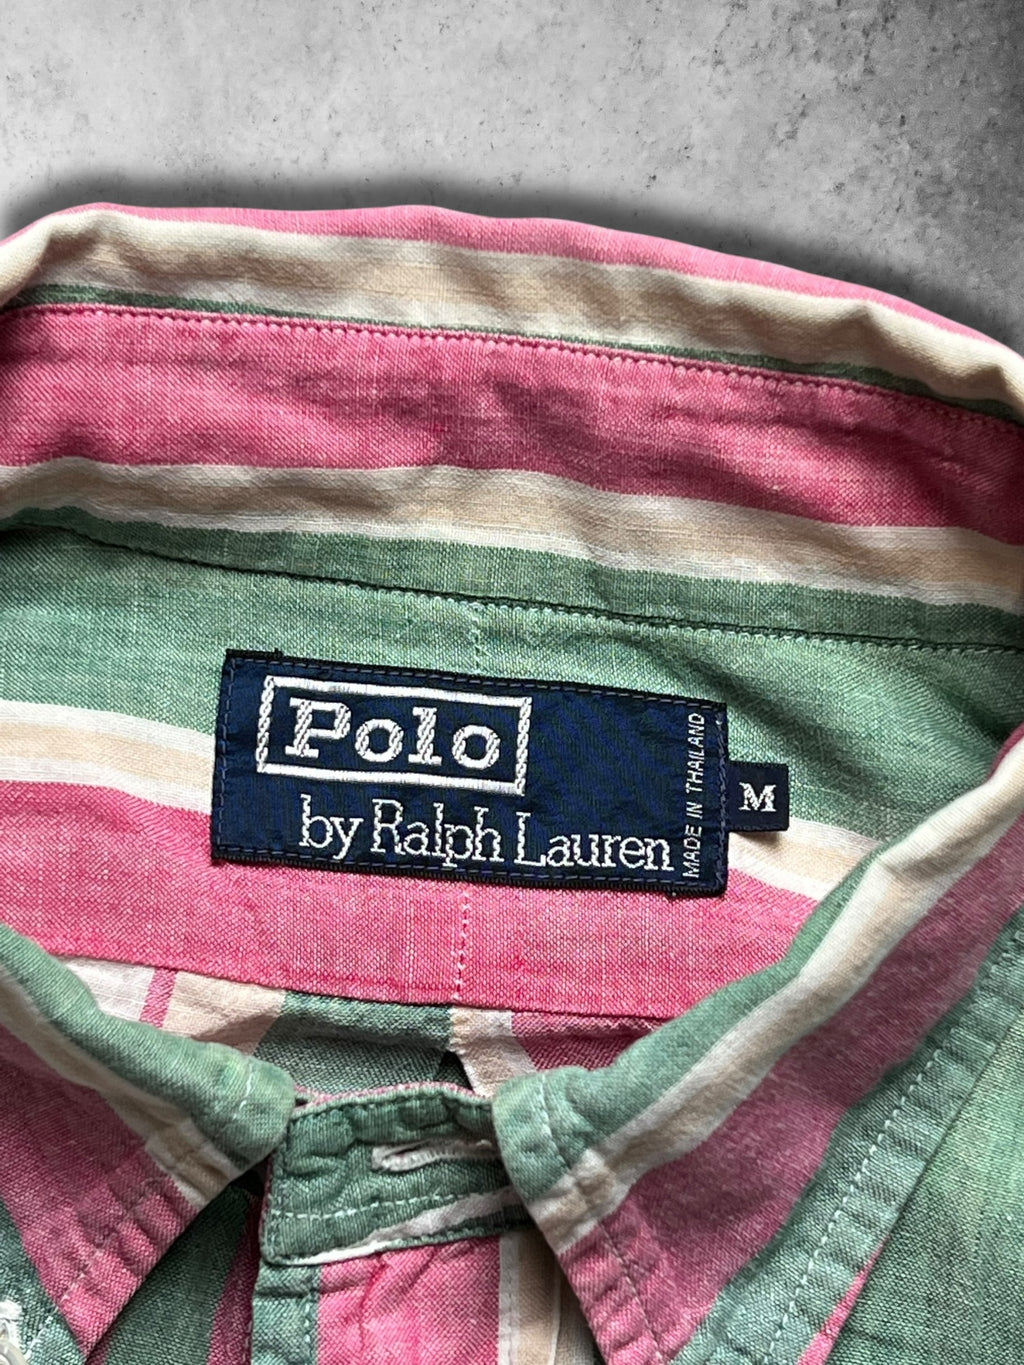 Polo
by Ralph Lauren
MADE IN THAILAND
M